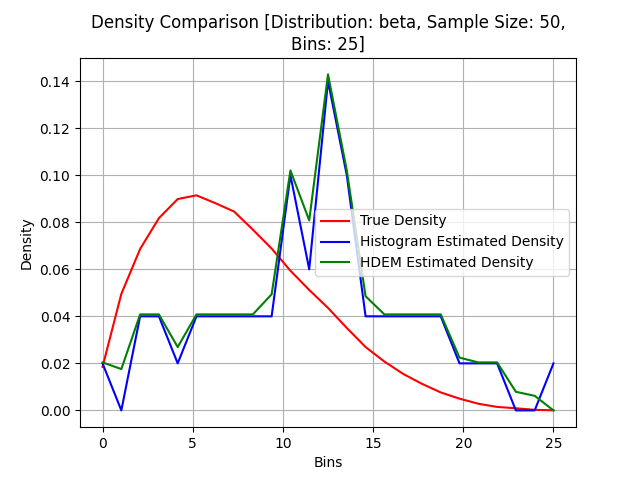 Density Comparison [Distribution: beta, Sample Size: 50,
Bins: 25]
0.14
0.12
0.10
0.08
0.06
0.04
0.02
0.00
Density
True Density
Histogram Estimated Density
HDEM Estimated Density
0 5 10 15 20 25
Bins